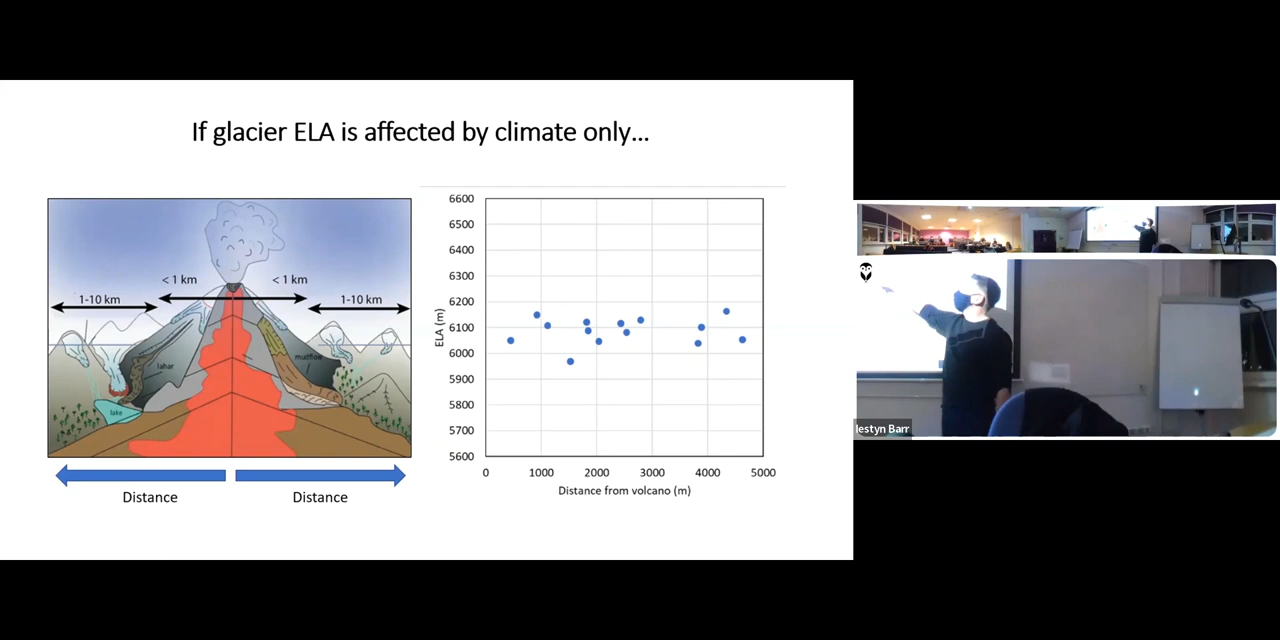 If glacier ELA is affected by climate only...
< 1 km
< 1 km
1-10 km
1-10 km
lahar
mudflow
lake
Distance
Distance
6600
6500
6400
6300
6200
6100
6000
5900
5800
5700
5600
ELA (m)
0
1000
2000
3000
4000
5000
Distance from volcano (m)
Iestyn Barr